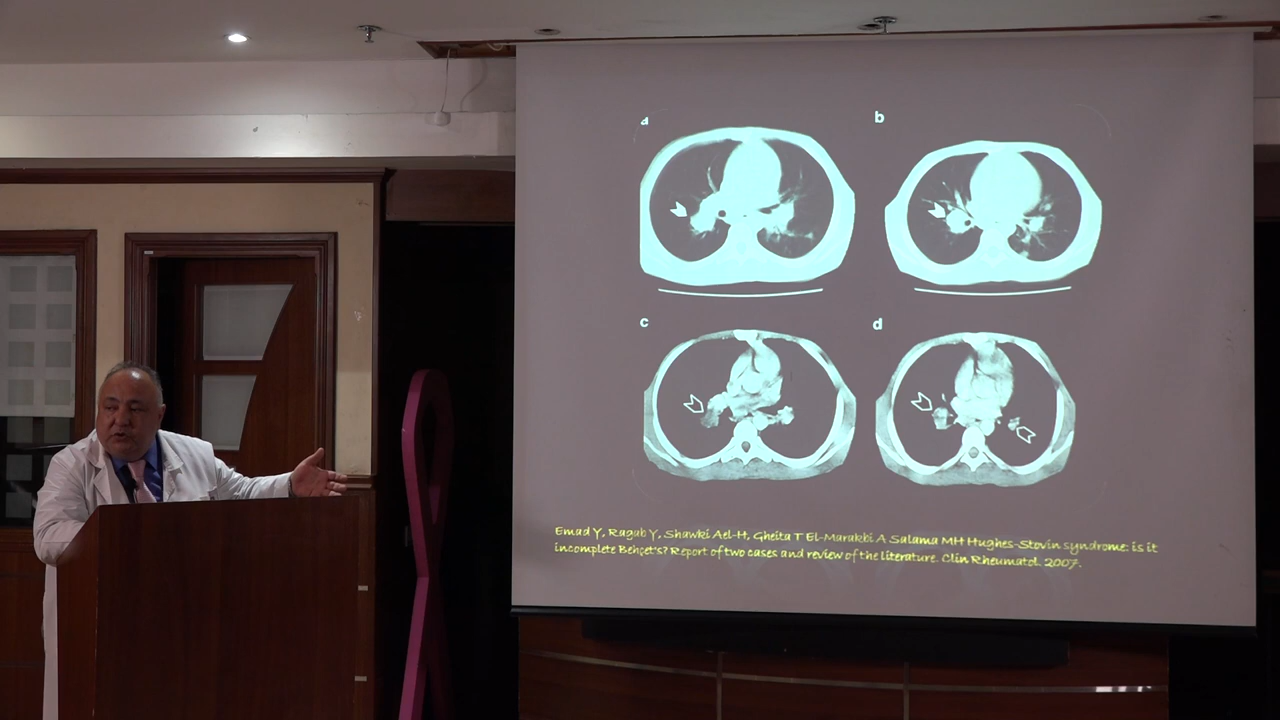 a
b
c
d
Emad Y, Ragab Y, Shawki Ael-H, Gheita T El-Marakbi A Salama MH Hughes-Stovin syndrome: is it
incomplete Behçet's? Report of two cases and review of the literature. Clin Rheumatol. 2007.